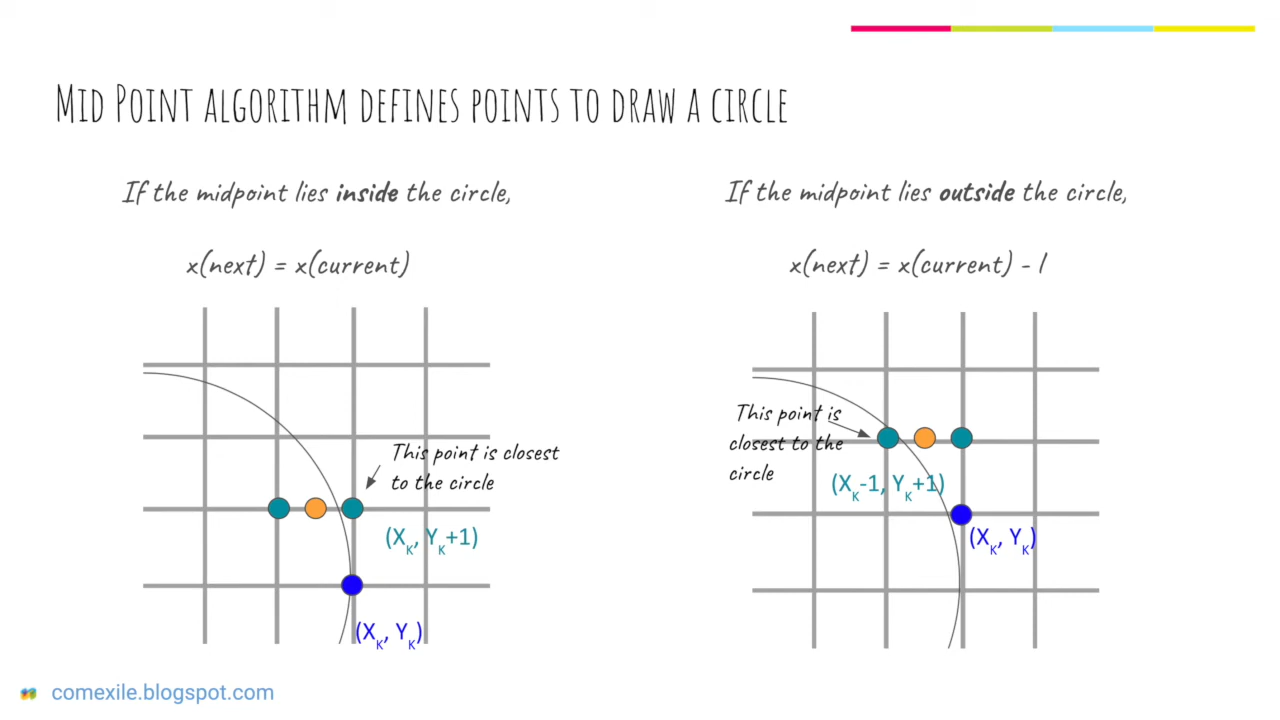 Mid Point algorithm defines points to draw a circle
If the midpoint lies inside the circle,
x(next) = x(current)
This point is closest
to the circle
(XK, YK+1)
(XK, YK)
If the midpoint lies outside the circle,
x(next) = x(current) - 1
This point is
closest to the
circle
(XK-1, YK+1)
(XK, YK)
comexile.blogspot.com